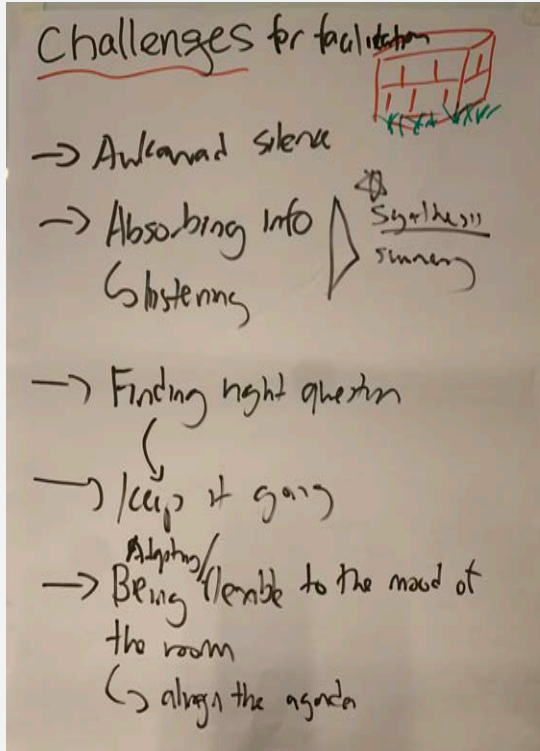 Challenges for facilitation
→ Awkward silence
→ Absorbing info
↳ listening
Synthesis
summary
→ Finding right question
→ Keep it going
Adapting/
→ Being flexible to the mood of
the room
↳ align the agenda